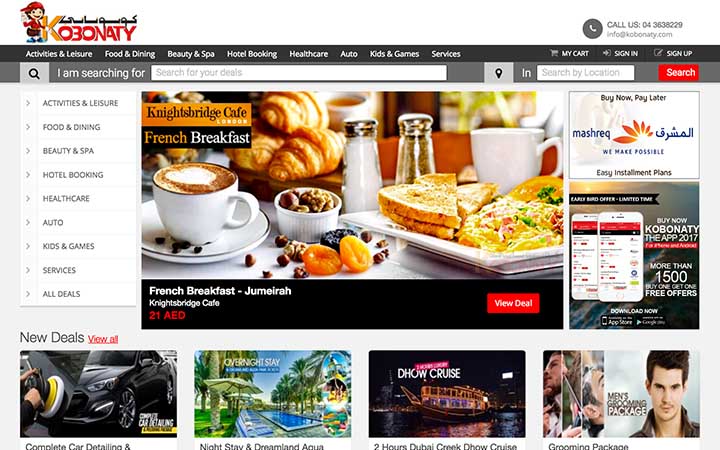 كوبوناتي
KOBONATY
CALL US: 04 3638229
info@kobonaty.com
Activities & Leisure Food & Dining Beauty & Spa Hotel Booking Healthcare Auto Kids & Games Services
MY CART SIGN IN SIGN UP
I am searching for Search for your deals In Search by Location Search
ACTIVITIES & LEISURE
FOOD & DINING
BEAUTY & SPA
HOTEL BOOKING
HEALTHCARE
AUTO
KIDS & GAMES
SERVICES
ALL DEALS
Knightsbridge Cafe
LONDON
French Breakfast
French Breakfast - Jumeirah
Knightsbridge Cafe
21 AED
View Deal
Buy Now, Pay Later
mashreq المشرق
WE MAKE POSSIBLE
Easy Installment Plans
EARLY BIRD OFFER - LIMITED TIME
BUY NOW
KOBONATY
THE APP 2017
For iPhone and Android
MORE THAN
1500
BUY ONE GET ONE
FREE OFFERS
DOWNLOAD NOW
App Store Google play
New Deals View all
COMPLETE
CAR DETAILING
& POLISHING PACKAGE
OVERNIGHT STAY
DHOW CRUISE
MEN'S
GROOMING
PACKAGE
Complete Car Detailing &
Night Stay & Dreamland Aqua
2 Hours Dubai Creek Dhow Cruise
Grooming Package